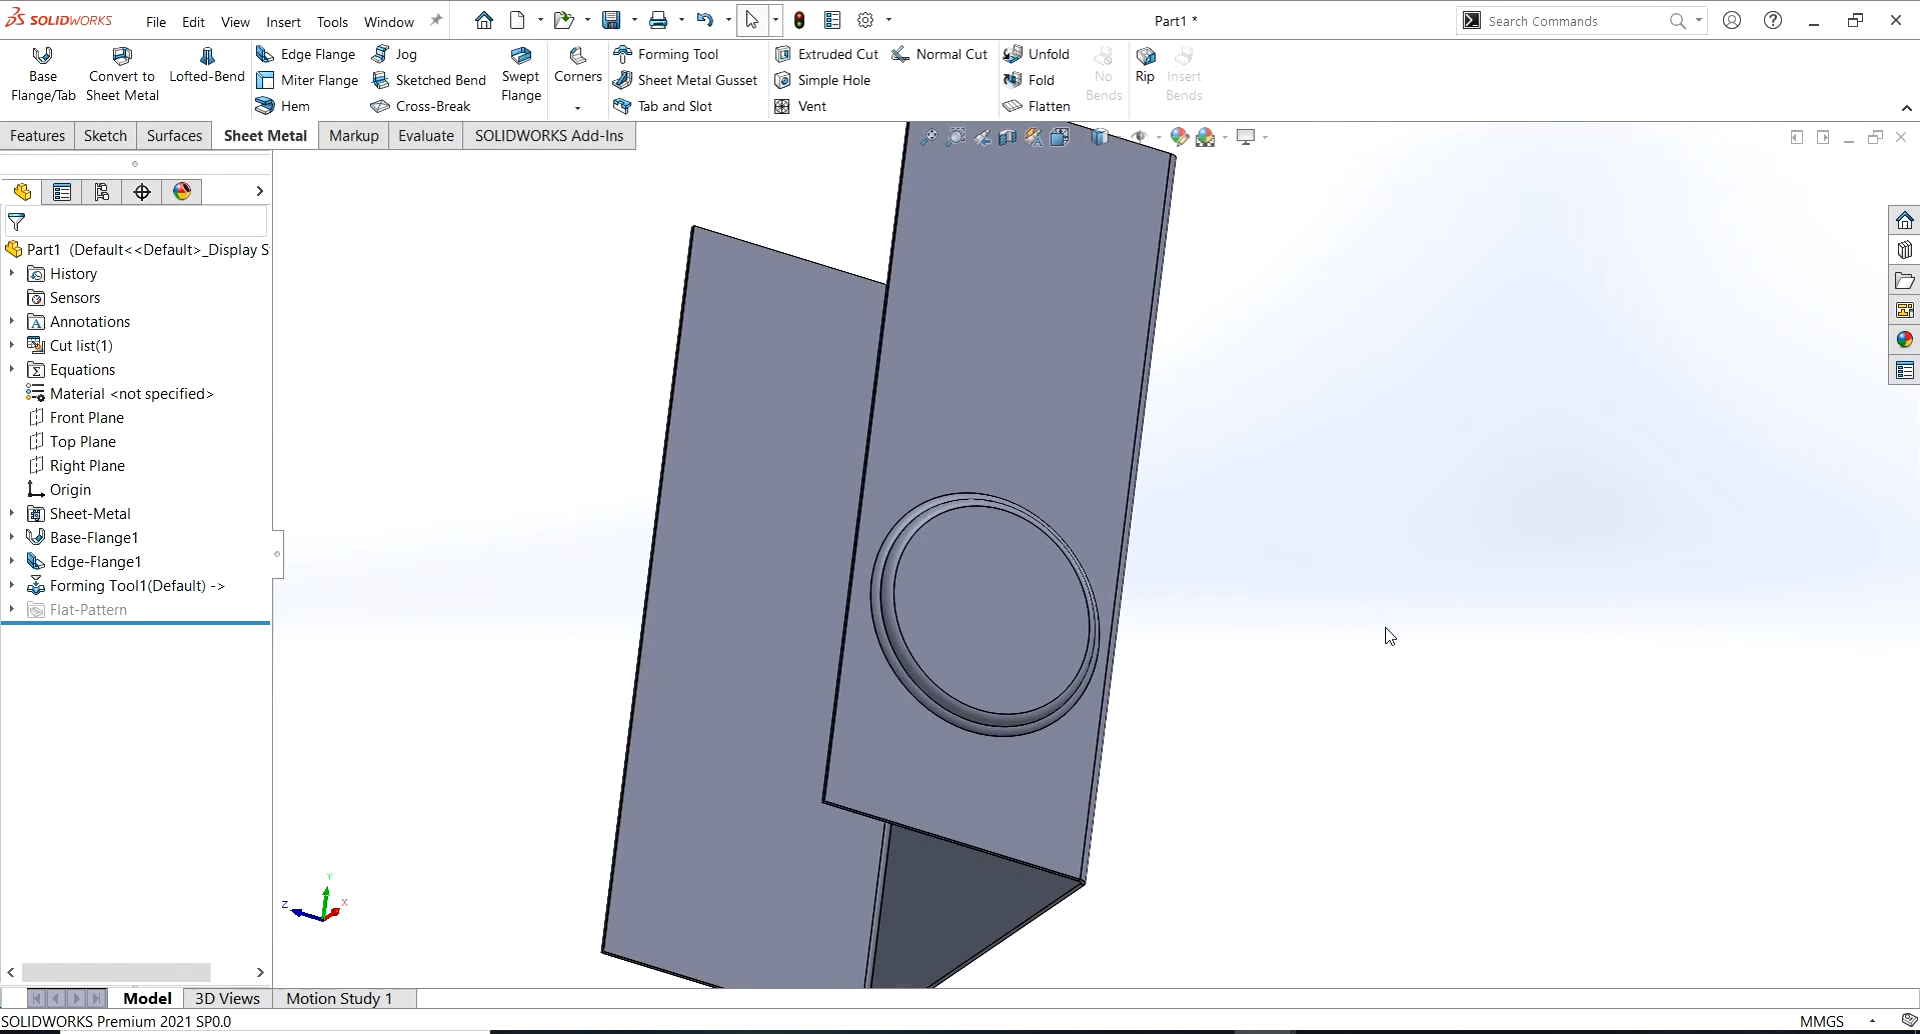 SOLIDWORKS File Edit View Insert Tools Window Part1 * Search Commands
Base Flange/Tab
Convert to Sheet Metal
Lofted-Bend
Edge Flange
Miter Flange
Hem
Jog
Sketched Bend
Cross-Break
Swept Flange
Corners
Forming Tool
Sheet Metal Gusset
Tab and Slot
Extruded Cut
Simple Hole
Vent
Normal Cut
Unfold
Fold
Flatten
No Bends
Rip
Insert Bends
Features Sketch Surfaces Sheet Metal Markup Evaluate SOLIDWORKS Add-Ins
Part1 (Default<<Default>_Display S
History
Sensors
Annotations
Cut list(1)
Equations
Material <not specified>
Front Plane
Top Plane
Right Plane
Origin
Sheet-Metal
Base-Flange1
Edge-Flange1
Forming Tool1(Default) ->
Flat-Pattern
Y
Z
X
Model 3D Views Motion Study 1
SOLIDWORKS Premium 2021 SP0.0 MMGS